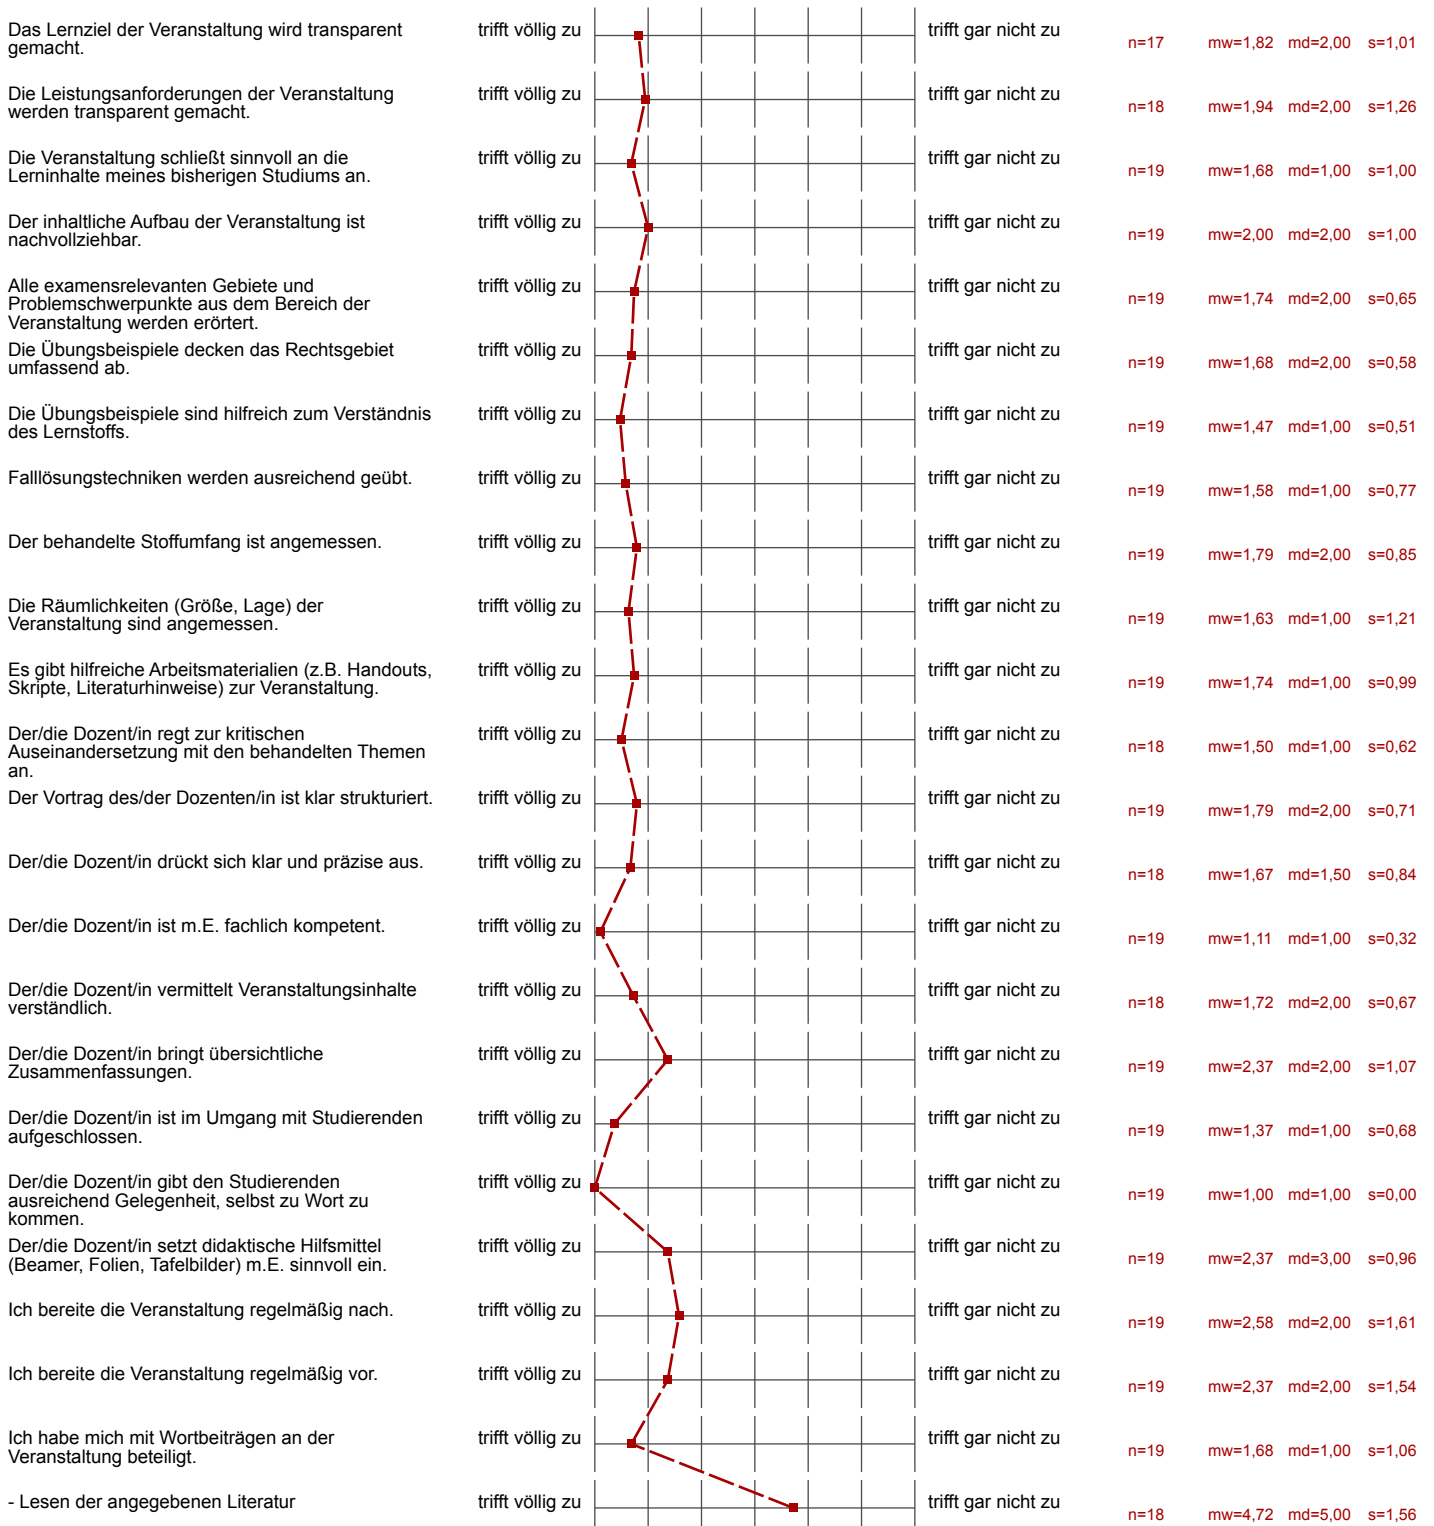 Das Lernziel der Veranstaltung wird transparent gemacht.
trifft völlig zu trifft gar nicht zu n=17 mw=1,82 md=2,00 s=1,01
Die Leistungsanforderungen der Veranstaltung
werden transparent gemacht.
trifft völlig zu trifft gar nicht zu n=18 mw=1,94 md=2,00 s=1,26
Die Veranstaltung schließt sinnvoll an die
Lerninhalte meines bisherigen Studiums an.
trifft völlig zu trifft gar nicht zu n=19 mw=1,68 md=1,00 s=1,00
Der inhaltliche Aufbau der Veranstaltung ist
nachvollziehbar.
trifft völlig zu trifft gar nicht zu n=19 mw=2,00 md=2,00 s=1,00
Alle examensrelevanten Gebiete und
Problemschwerpunkte aus dem Bereich der
Veranstaltung werden erörtert.
trifft völlig zu trifft gar nicht zu n=19 mw=1,74 md=2,00 s=0,65
Die Übungsbeispiele decken das Rechtsgebiet
umfassend ab.
trifft völlig zu trifft gar nicht zu n=19 mw=1,68 md=2,00 s=0,58
Die Übungsbeispiele sind hilfreich zum Verständnis
des Lernstoffs.
trifft völlig zu trifft gar nicht zu n=19 mw=1,47 md=1,00 s=0,51
Falllösungstechniken werden ausreichend geübt.
trifft völlig zu trifft gar nicht zu n=19 mw=1,58 md=1,00 s=0,77
Der behandelte Stoffumfang ist angemessen.
trifft völlig zu trifft gar nicht zu n=19 mw=1,79 md=2,00 s=0,85
Die Räumlichkeiten (Größe, Lage) der
Veranstaltung sind angemessen.
trifft völlig zu trifft gar nicht zu n=19 mw=1,63 md=1,00 s=1,21
Es gibt hilfreiche Arbeitsmaterialien (z.B. Handouts,
Skripte, Literaturhinweise) zur Veranstaltung.
trifft völlig zu trifft gar nicht zu n=19 mw=1,74 md=1,00 s=0,99
Der/die Dozent/in regt zur kritischen
Auseinandersetzung mit den behandelten Themen
an.
trifft völlig zu trifft gar nicht zu n=18 mw=1,50 md=1,00 s=0,62
Der Vortrag des/der Dozenten/in ist klar strukturiert.
trifft völlig zu trifft gar nicht zu n=19 mw=1,79 md=2,00 s=0,71
Der/die Dozent/in drückt sich klar und präzise aus.
trifft völlig zu trifft gar nicht zu n=18 mw=1,67 md=1,50 s=0,84
Der/die Dozent/in ist m.E. fachlich kompetent.
trifft völlig zu trifft gar nicht zu n=19 mw=1,11 md=1,00 s=0,32
Der/die Dozent/in vermittelt Veranstaltungsinhalte
verständlich.
trifft völlig zu trifft gar nicht zu n=18 mw=1,72 md=2,00 s=0,67
Der/die Dozent/in bringt übersichtliche
Zusammenfassungen.
trifft völlig zu trifft gar nicht zu n=19 mw=2,37 md=2,00 s=1,07
Der/die Dozent/in ist im Umgang mit Studierenden
aufgeschlossen.
trifft völlig zu trifft gar nicht zu n=19 mw=1,37 md=1,00 s=0,68
Der/die Dozent/in gibt den Studierenden
ausreichend Gelegenheit, selbst zu Wort zu
kommen.
trifft völlig zu trifft gar nicht zu n=19 mw=1,00 md=1,00 s=0,00
Der/die Dozent/in setzt didaktische Hilfsmittel
(Beamer, Folien, Tafelbilder) m.E. sinnvoll ein.
trifft völlig zu trifft gar nicht zu n=19 mw=2,37 md=3,00 s=0,96
Ich bereite die Veranstaltung regelmäßig nach.
trifft völlig zu trifft gar nicht zu n=19 mw=2,58 md=2,00 s=1,61
Ich bereite die Veranstaltung regelmäßig vor.
trifft völlig zu trifft gar nicht zu n=19 mw=2,37 md=2,00 s=1,54
Ich habe mich mit Wortbeiträgen an der
Veranstaltung beteiligt.
trifft völlig zu trifft gar nicht zu n=19 mw=1,68 md=1,00 s=1,06
- Lesen der angegebenen Literatur
trifft völlig zu trifft gar nicht zu n=18 mw=4,72 md=5,00 s=1,56